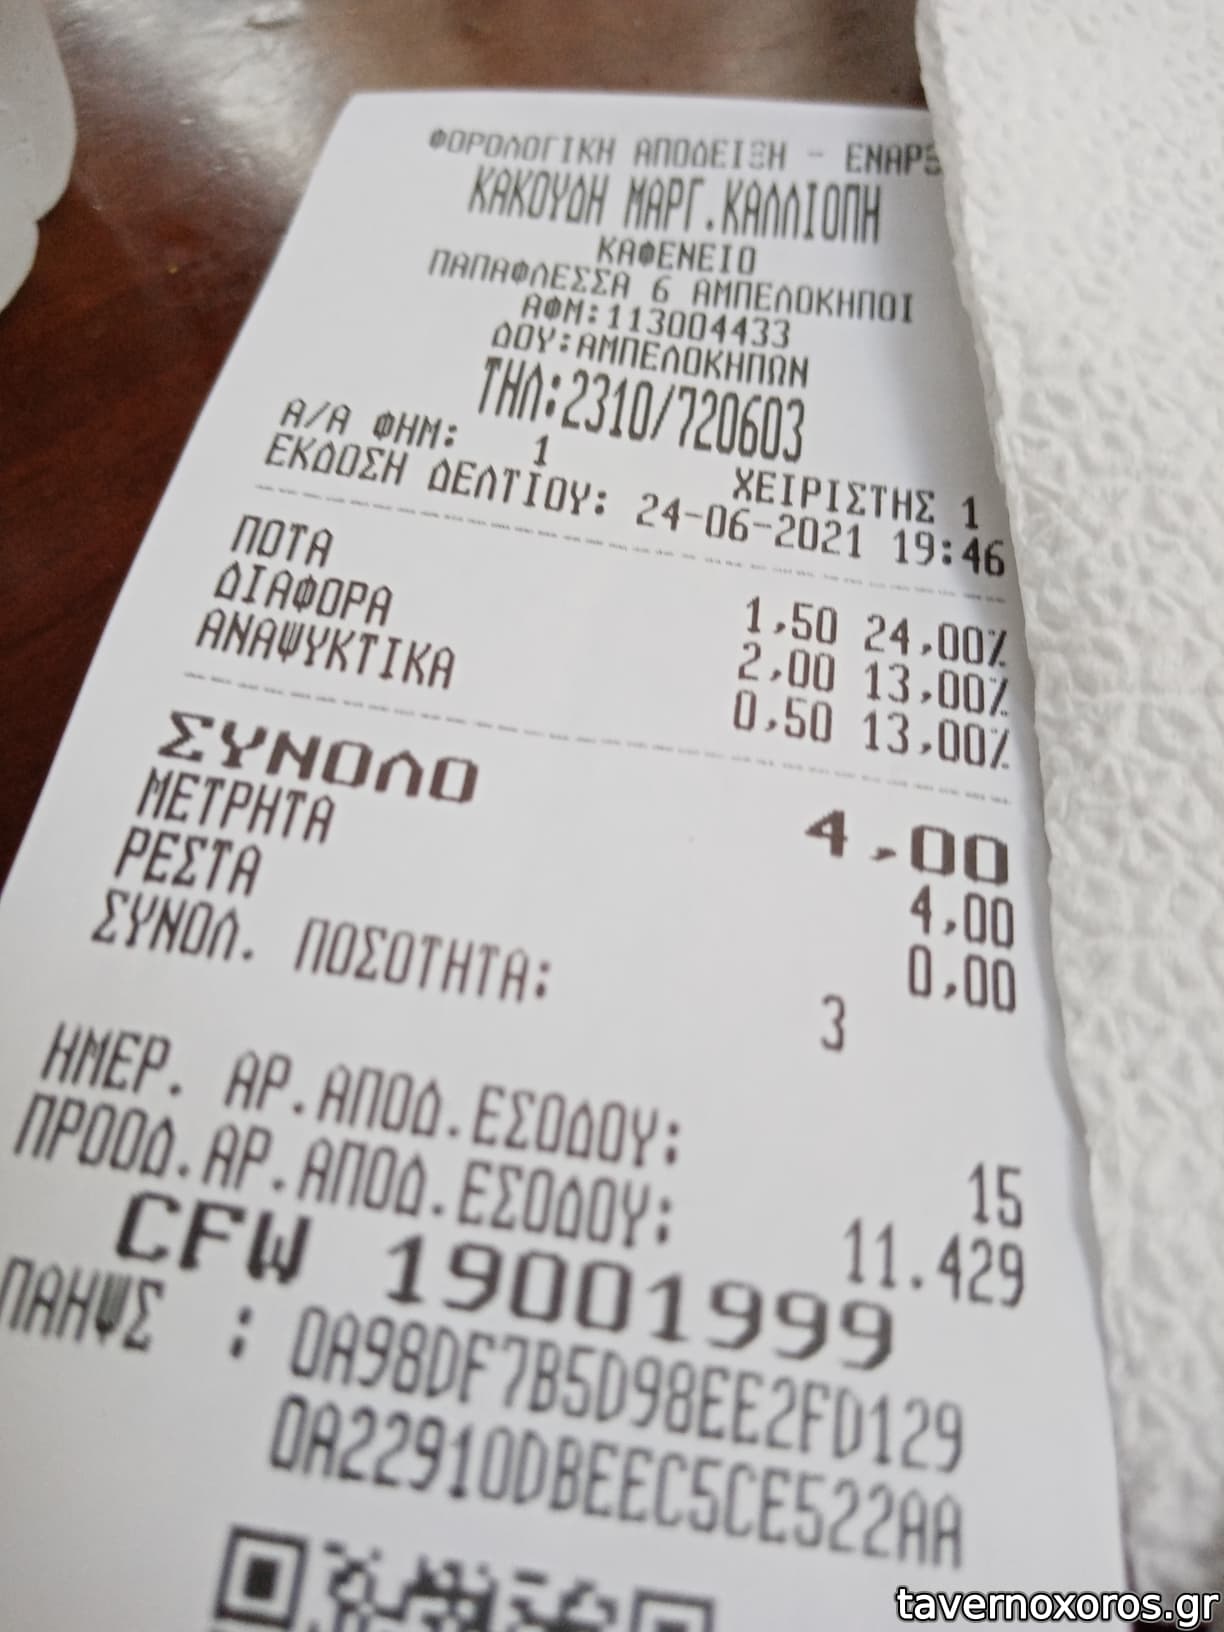 ΦΟΡΟΛΟΓΙΚΗ ΑΠΟΔΕΙΞΗ - ΕΝΑΡΞ
ΚΑΚΟΥΔΗ ΜΑΡΓ.ΚΑΛΛΙΟΠΗ
ΚΑΦΕΝΕΙΟ
ΠΑΠΑΦΛΕΣΣΑ 6 ΑΜΠΕΛΟΚΗΠΟΙ
ΑΦΜ:113004433
ΔΟΥ:ΑΜΠΕΛΟΚΗΠΩΝ
ΤΗΛ:2310/720603
Α/Α ΦΗΜ: 1 ΧΕΙΡΙΣΤΗΣ 1
ΕΚΔΟΣΗ ΔΕΛΤΙΟΥ: 24-06-2021 19:46
ΠΟΤΑ 1,50 24,00%
ΔΙΑΦΟΡΑ 2,00 13,00%
ΑΝΑΨΥΚΤΙΚΑ 0,50 13,00%
ΣΥΝΟΛΟ 4,00
ΜΕΤΡΗΤΑ 4,00
ΡΕΣΤΑ 0,00
ΣΥΝΟΛ. ΠΟΣΟΤΗΤΑ: 3
ΗΜΕΡ. ΑΡ.ΑΠΟΔ.ΕΣΟΔΟΥ: 15
ΠΡΟΟΔ.ΑΡ.ΑΠΟΔ.ΕΣΟΔΟΥ: 11.429
CFW 19001999
ΠΑΗΨΣ : 0A98DF7B5D98EE2FD129
0A22910DBEEC5CE522AA
tavernoxoros.gr